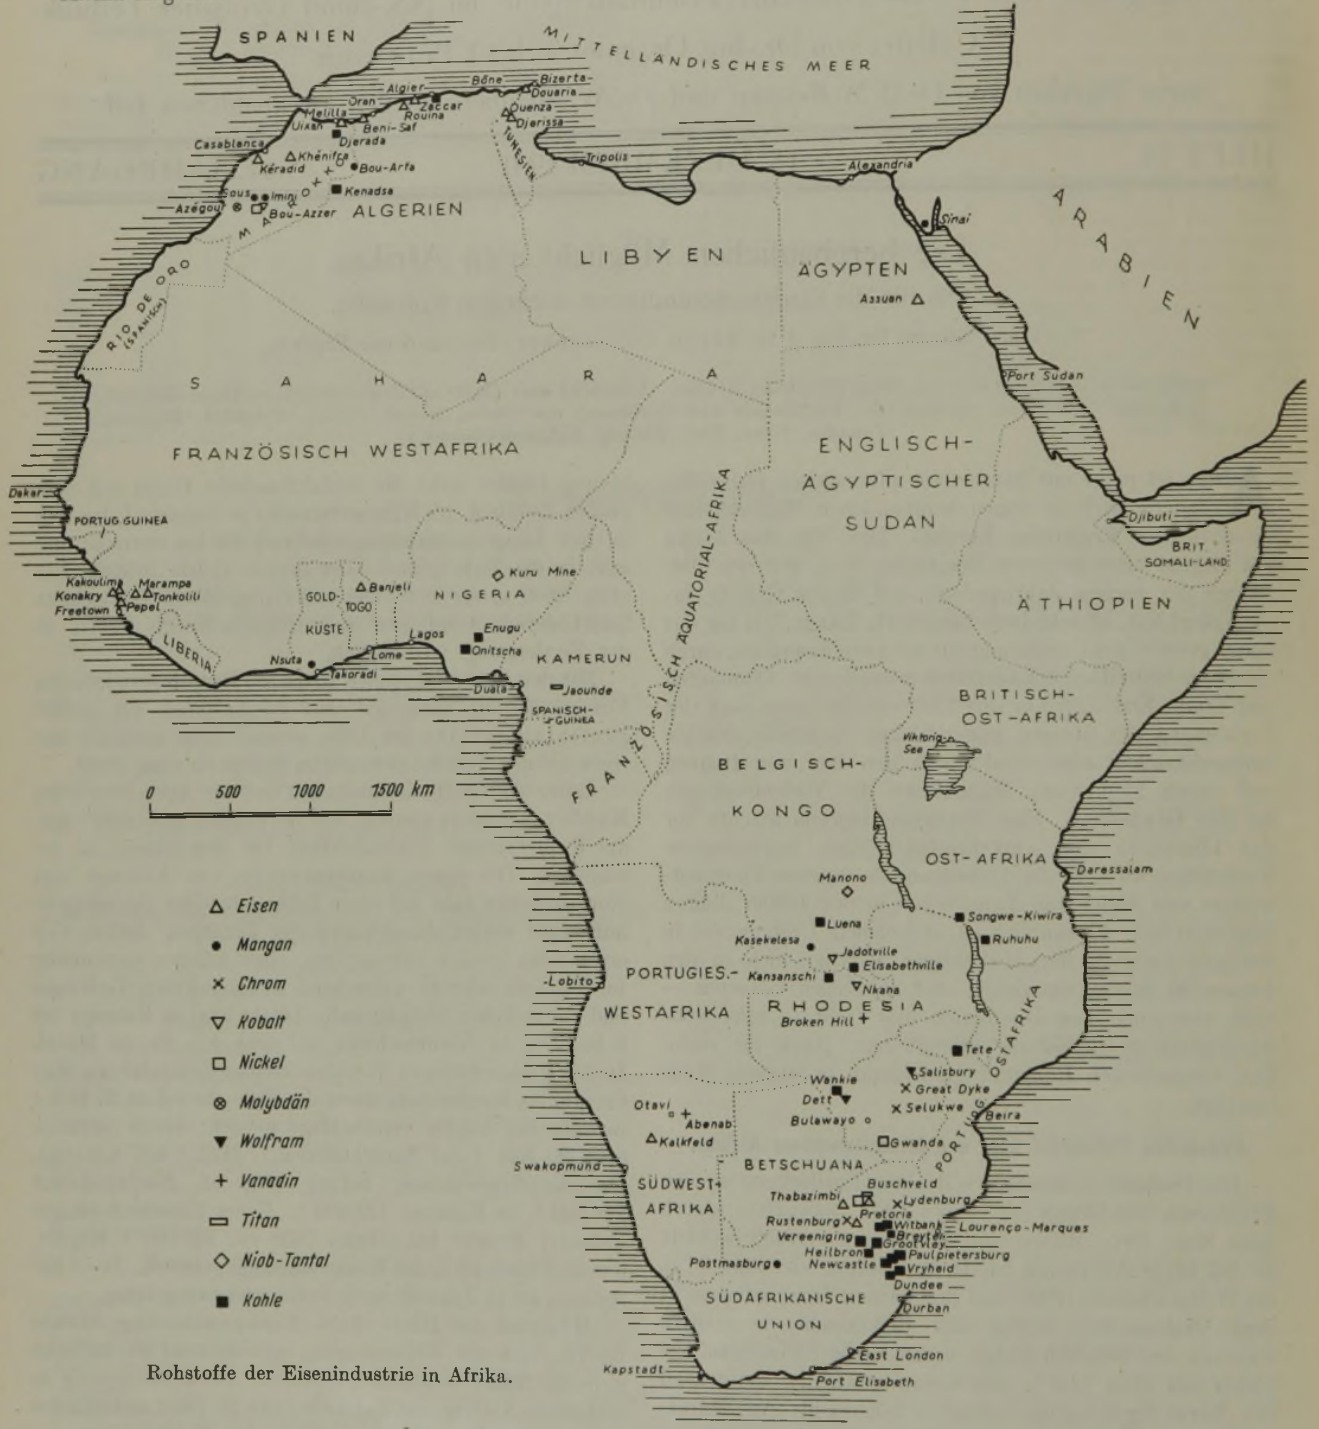 SPANIEN
MITTELLÄNDISCHES MEER
Algier
Bône
Bizerta-
Douaria
Oran
Zaccar
Rouina
Ouenza
Djerissa
Melilla
Uixan
Beni-Saf
Djerada
TUNESIEN
Casablanca
Khénifra
Kéradid
Bou-Arfa
Tripolis
Alexandria
Sous
Imini
Kenadsa
Azégour
Bou-Azzer
MAROKKO
ALGERIEN
Sinai
ARABIEN
LIBYEN
ÄGYPTEN
Assuan
RIO DE ORO
(SPANISCH)
SAHARA
Port Sudan
FRANZÖSISCH WESTAFRIKA
ENGLISCH-
ÄGYPTISCHER
SUDAN
Dakar
PORTUG. GUINEA
Djibuti
BRIT.
SOMALI-LAND
FRANZÖSISCH ÄQUATORIAL-AFRIKA
Kakoulima
Marampa
Konakry
Tonkolili
Freetown
Pepel
LIBERIA
GOLD-
KÜSTE
TOGO
Banjeli
Kuru Mine
NIGERIA
ÄTHIOPIEN
Nsuta
Takoradi
Lome
Lagos
Enugu
Onitscha
KAMERUN
Duala
Jaounde
SPANISCH-
GUINEA
BRITISCH-
OST-AFRIKA
Viktoria-
See
BELGISCH-
KONGO
0 500 1000 1500 km
OST-AFRIKA
Daressalam
Manono
Luena
Songwe-Kiwira
Kasekelesa
Ruhuhu
Jadotville
Elisabethville
Kansanschi
Nkana
-Lobito
PORTUGIES.-
WESTAFRIKA
RHODESIA
Broken Hill
PORTUG. OSTAFRIKA
Tete
Salisbury
Wankie
Great Dyke
Dett
Selukwe
Bulawayo
Beira
Otavi
Abenab
Kalkfeld
Gwanda
Swakopmund
SÜDWEST-
AFRIKA
BETSCHUANA
Buschveld
Thabazimbi
Lydenburg
Pretoria
Rustenburg
Witbank
Lourenço-Marques
Vereeniging
Breyten
Grootvley
Heilbron
Paulpietersburg
Postmasburg
Newcastle
Vryheid
Dundee
SÜDAFRIKANISCHE
UNION
Durban
East London
Kapstadt
Port Elisabeth
Eisen
Mangan
Chrom
Kobalt
Nickel
Molybdän
Wolfram
Vanadin
Titan
Niob-Tantal
Kohle
Rohstoffe der Eisenindustrie in Afrika.